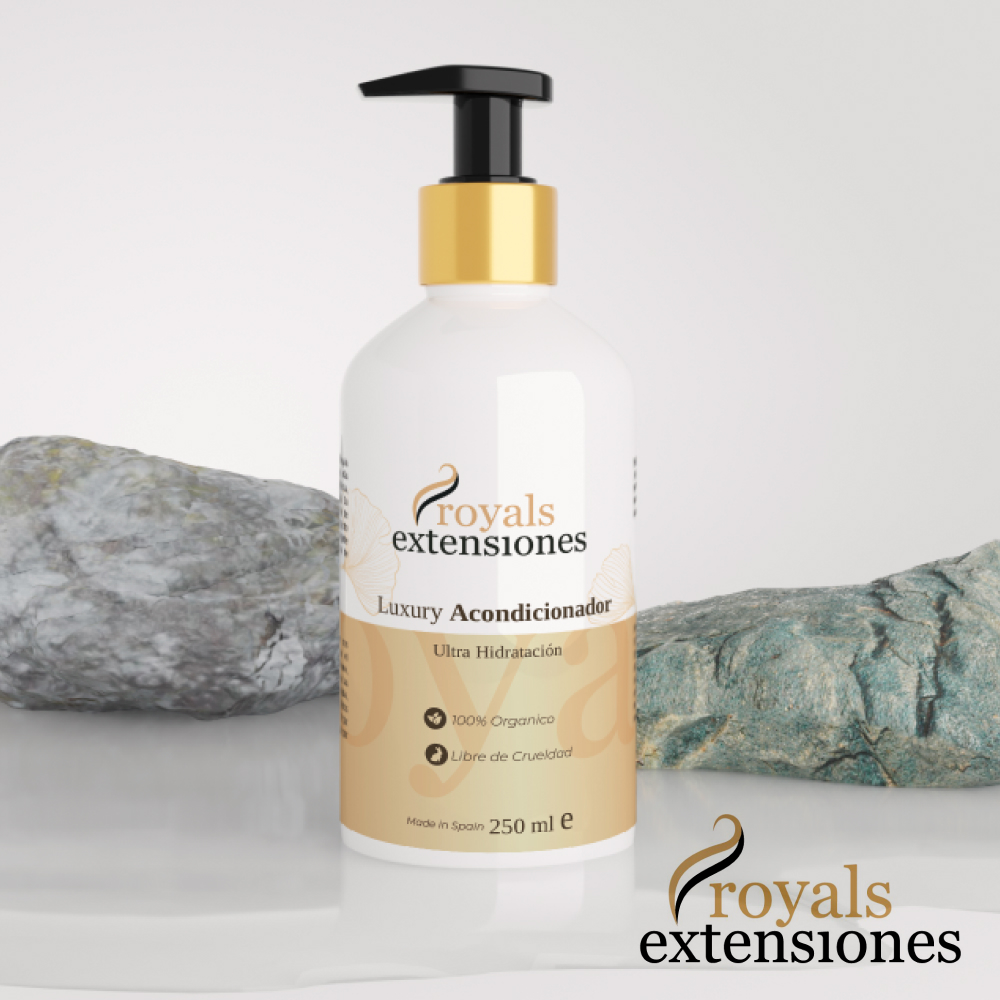 royals
extensiones
Luxury Acondicionador
Ultra Hidratación
100% Organico
Libre de Crueldad
Made in Spain 250 ml e
royals
extensiones